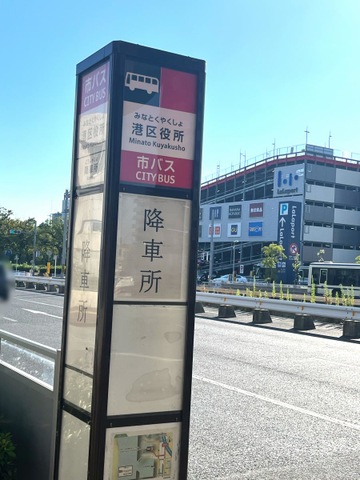 みなとくやくしょ
港区役所
Minato Kuyakusho
市バス
CITY BUS
降車所
市バス
CITY BUS
降車所
Lalaport
P
Lalaport